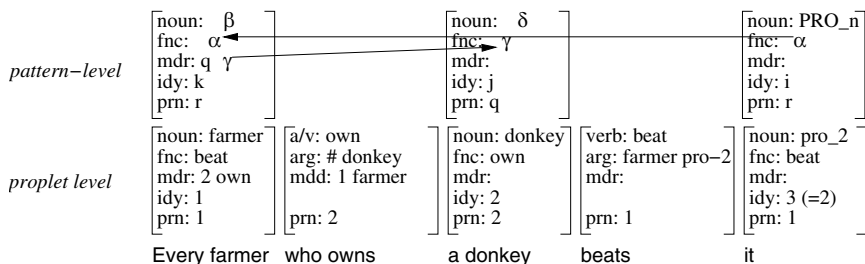 noun: β noun: δ noun: PRO_n
fnc: α fnc: γ fnc: α
pattern−level mdr: q γ mdr: mdr:
idy: k idy: j idy: i
prn: r prn: q prn: r
noun: farmer a/v: own noun: donkey verb: beat noun: pro_2
fnc: beat arg: # donkey fnc: own arg: farmer pro−2 fnc: beat
proplet level mdr: 2 own mdd: 1 farmer mdr: mdr: mdr:
idy: 1 idy: 2 idy: 3 (=2)
prn: 1 prn: 2 prn: 2 prn: 1 prn: 1
Every farmer who owns a donkey beats it